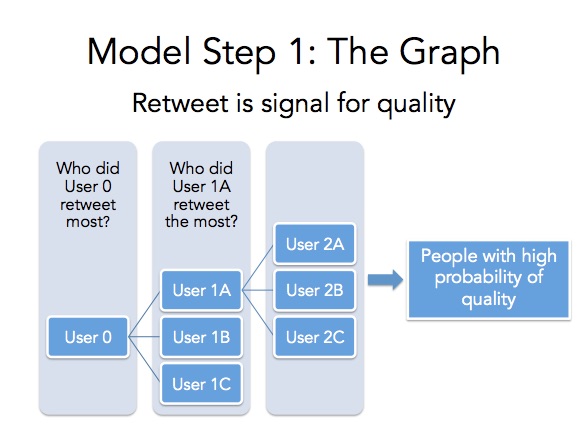 Model Step 1: The Graph
Retweet is signal for quality
Who did
User 0
retweet
most?
Who did
User 1A
retweet
the most?
User 0
User 1A
User 1B
User 1C
User 2A
User 2B
User 2C
People with high
probability of
quality